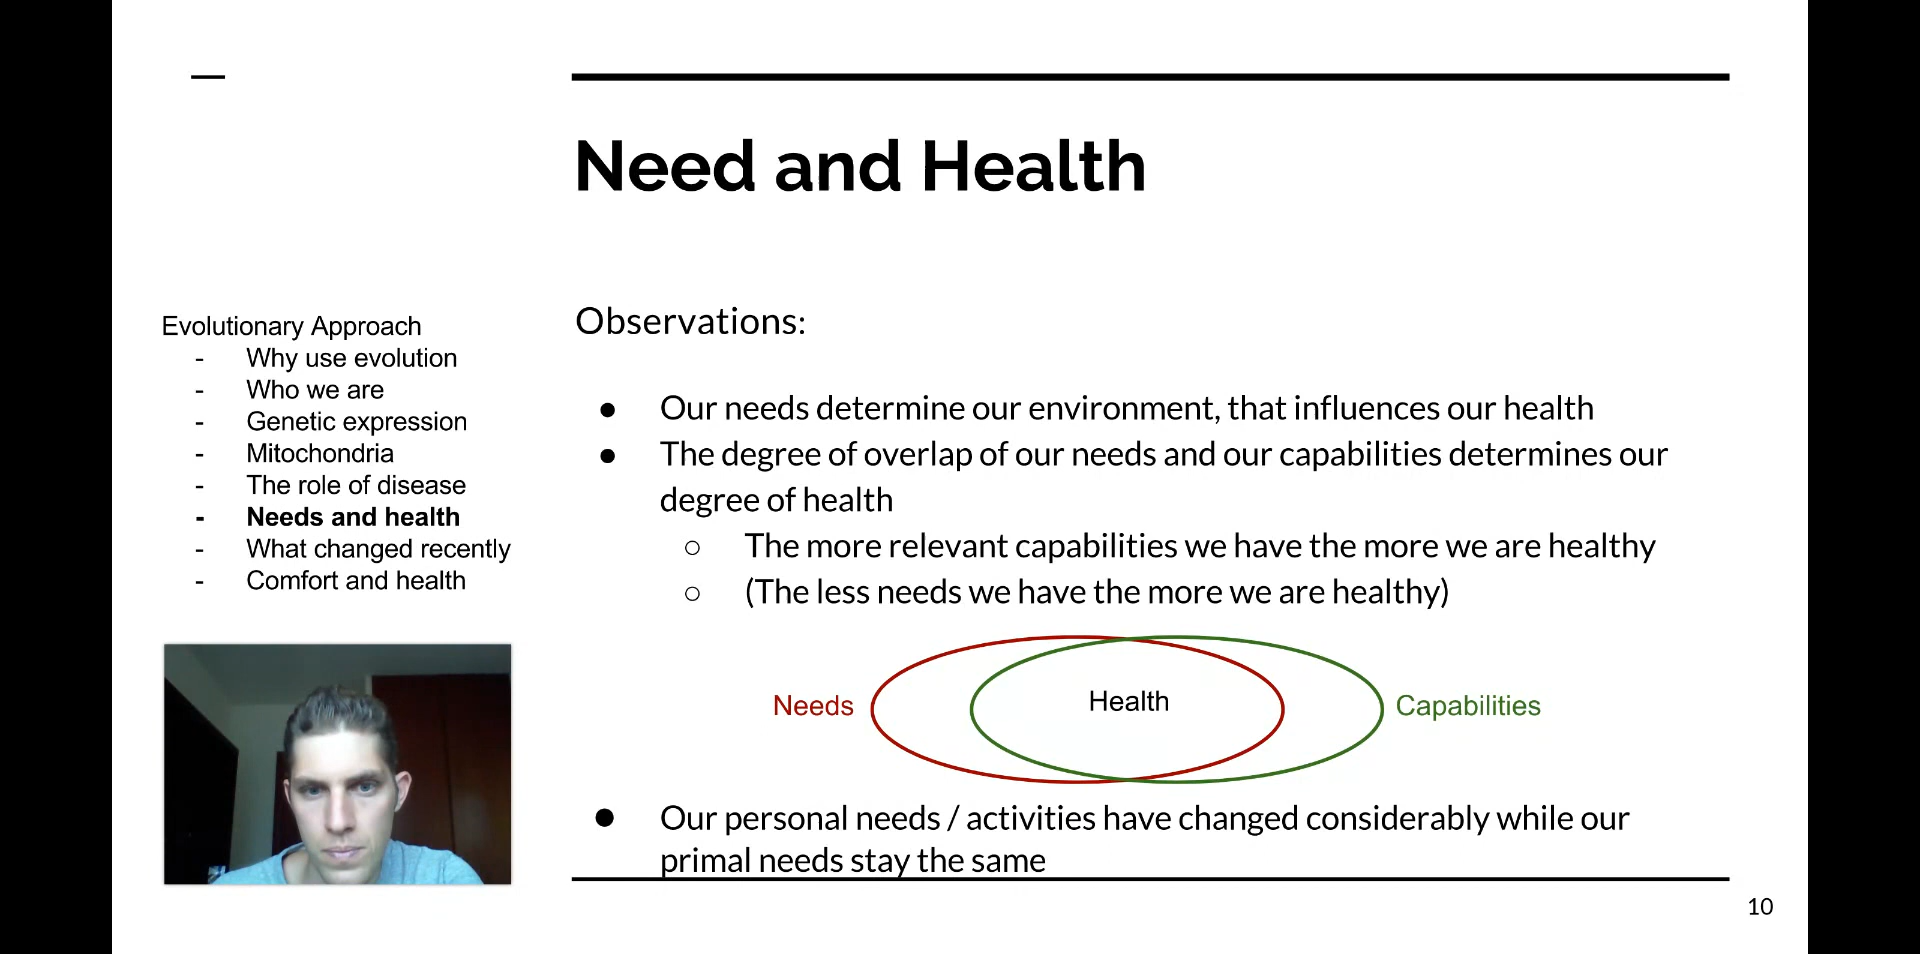 Need and Health
Evolutionary Approach
- Why use evolution
- Who we are
- Genetic expression
- Mitochondria
- The role of disease
- Needs and health
- What changed recently
- Comfort and health
Observations:
● Our needs determine our environment, that influences our health
● The degree of overlap of our needs and our capabilities determines our
degree of health
○ The more relevant capabilities we have the more we are healthy
○ (The less needs we have the more we are healthy)
Needs
Health
Capabilities
● Our personal needs / activities have changed considerably while our
primal needs stay the same
10